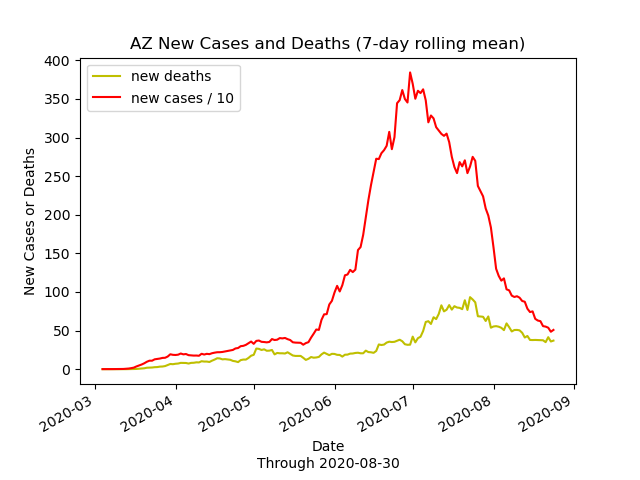 AZ New Cases and Deaths (7-day rolling mean)
new deaths
new cases / 10
400
350
300
250
200
150
100
50
0
New Cases or Deaths
2020-03
2020-04
2020-05
2020-06
2020-07
2020-08
2020-09
Date
Through 2020-08-30